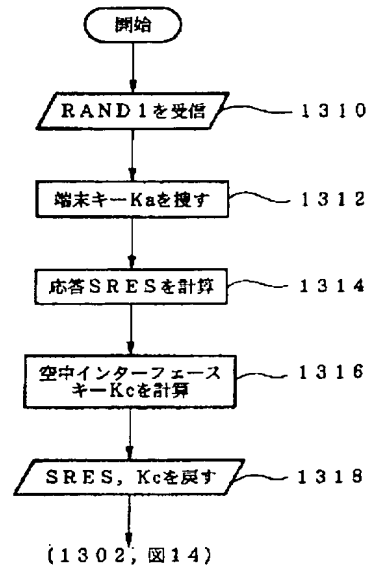 開始
RAND1を受信
1310
端末キーKaを捜す
1312
応答SRESを計算
1314
空中インターフェース
キーKcを計算
1316
SRES, Kcを戻す
1318
(1302, 図14)